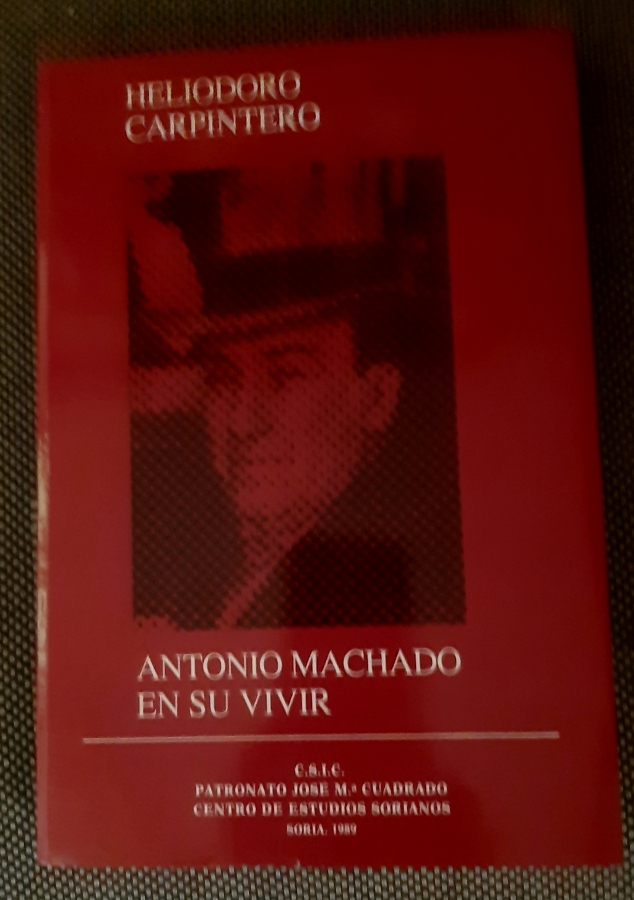 HELIODORO
CARPINTERO
ANTONIO MACHADO
EN SU VIVIR
C.S.I.C.
PATRONATO JOSE M.ª CUADRADO
CENTRO DE ESTUDIOS SORIANOS
SORIA, 1989